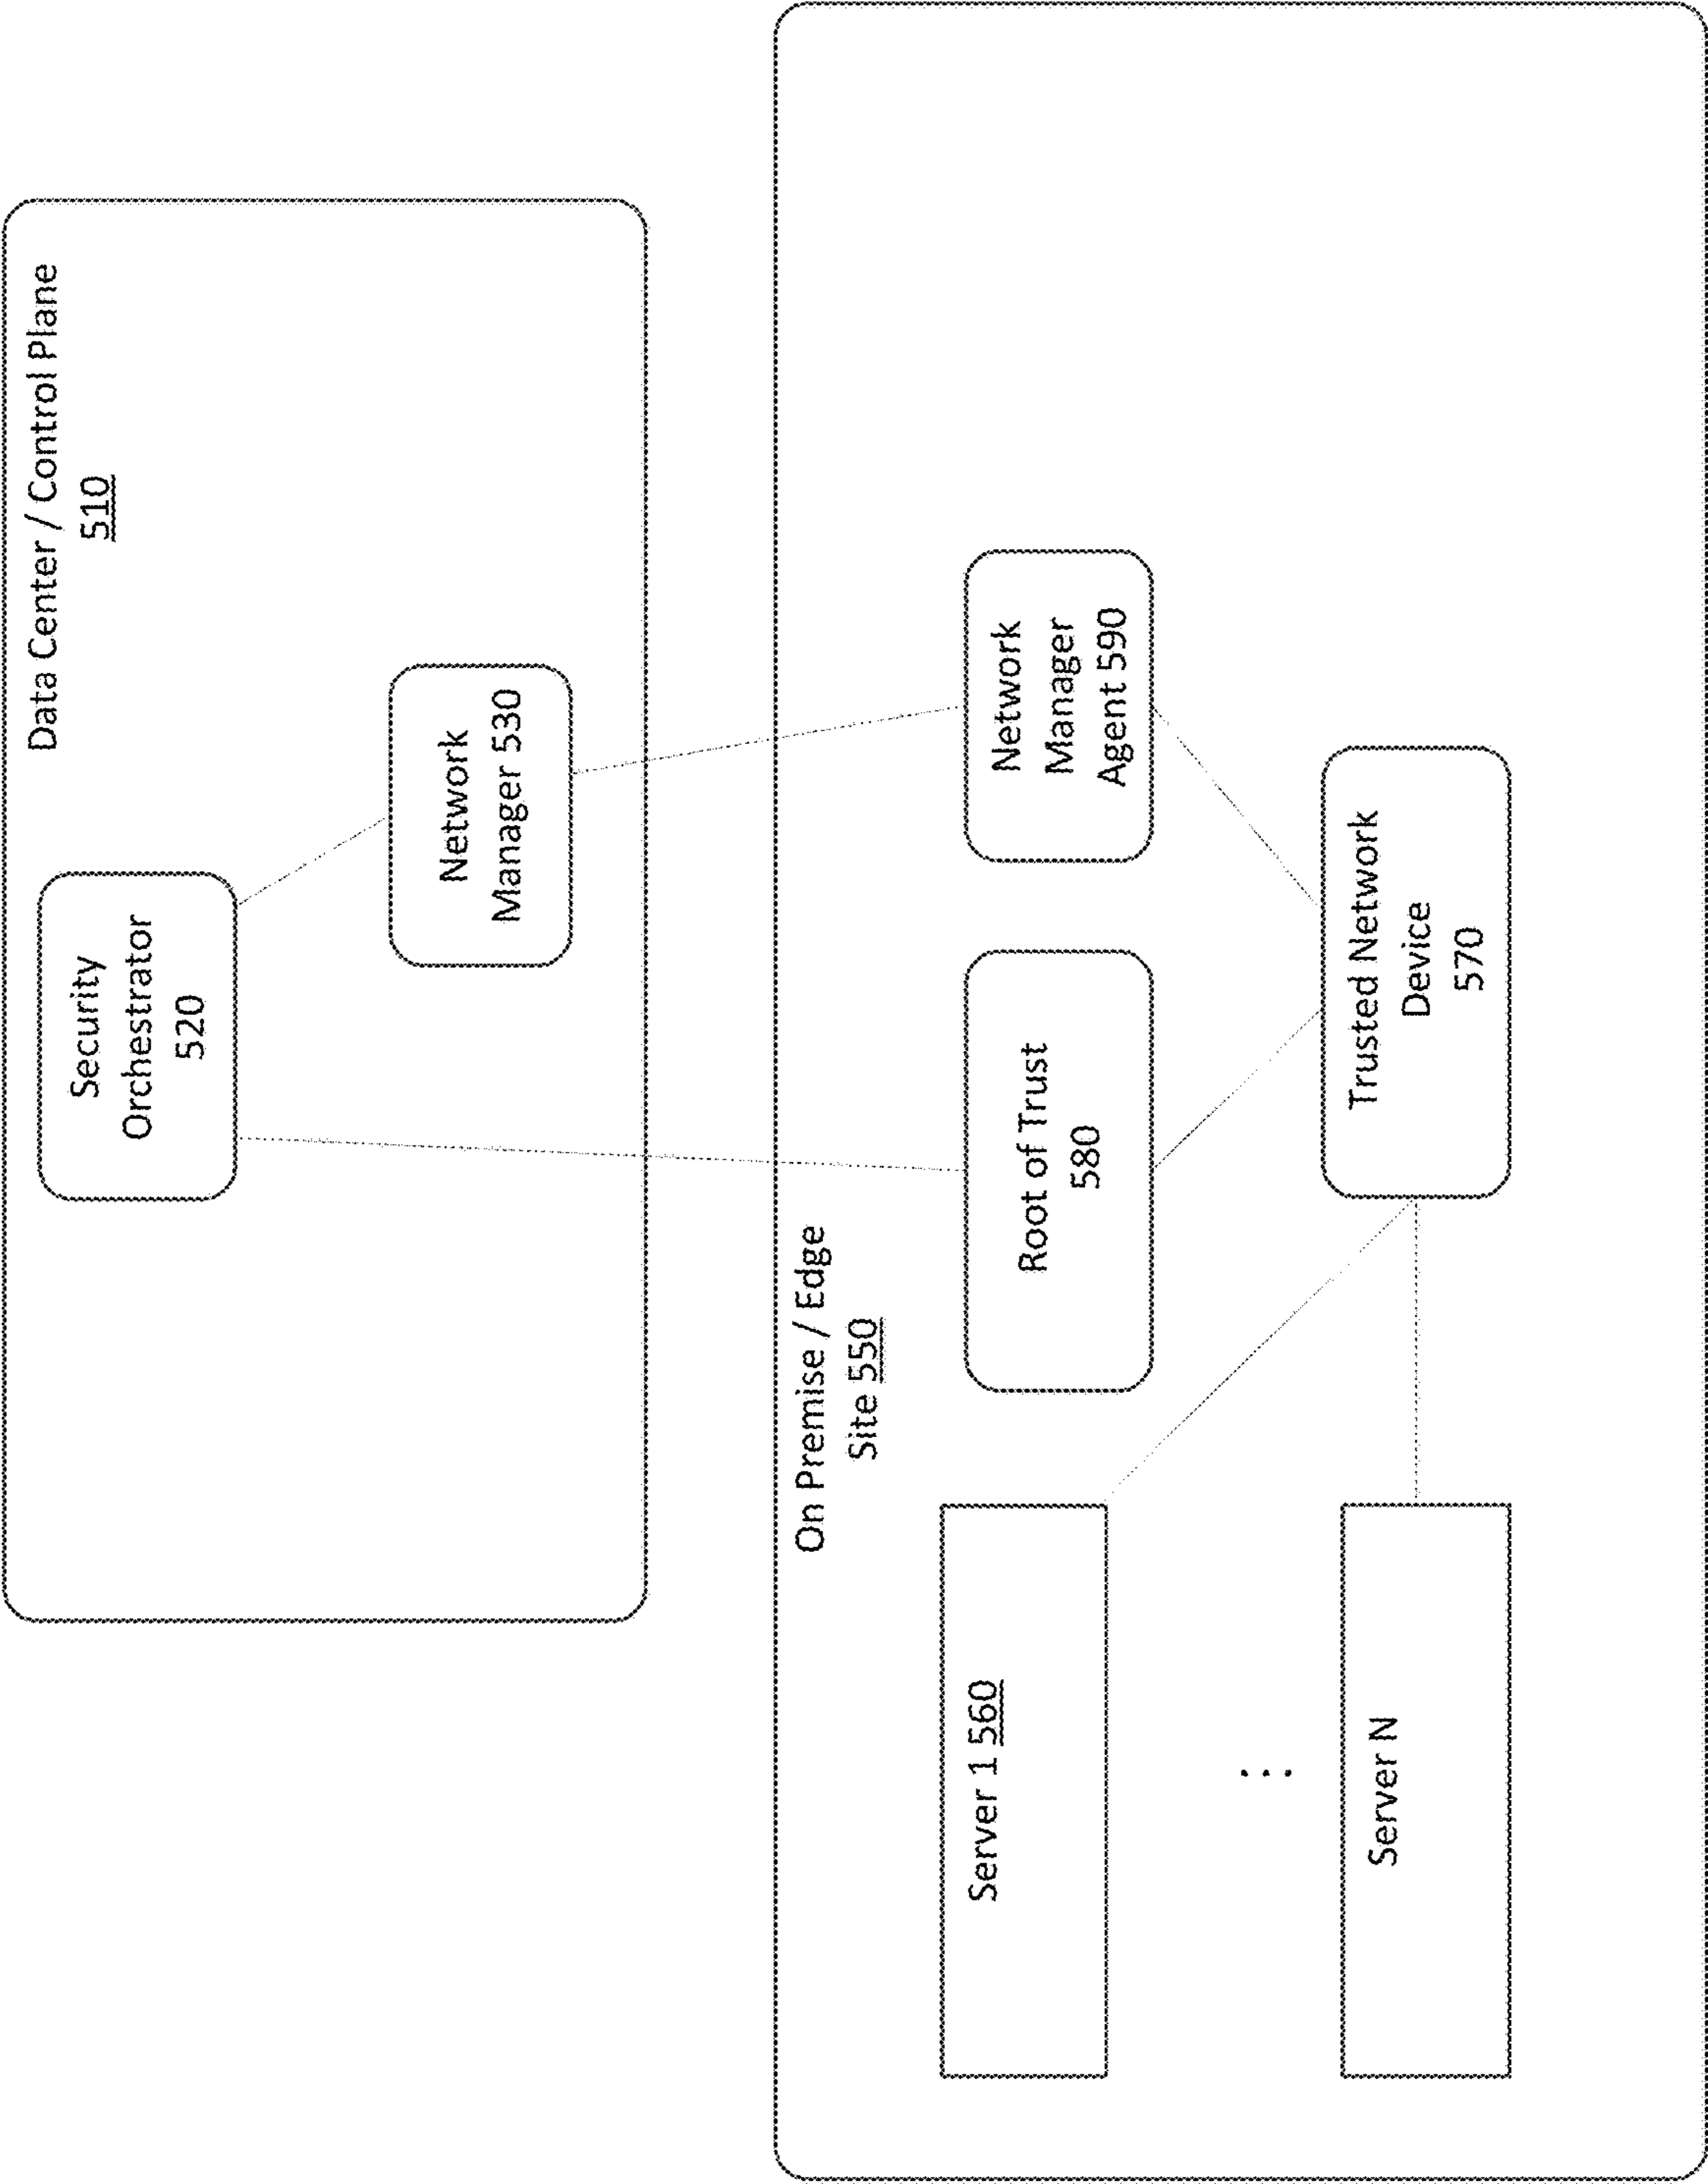 Data Center / Control Plane
510
Security
Orchestrator
520
Network
Manager 530
On Premise / Edge
Site 550
Server 1 560
...
Server N
Root of Trust
580
Network
Manager
Agent 590
Trusted Network
Device
570